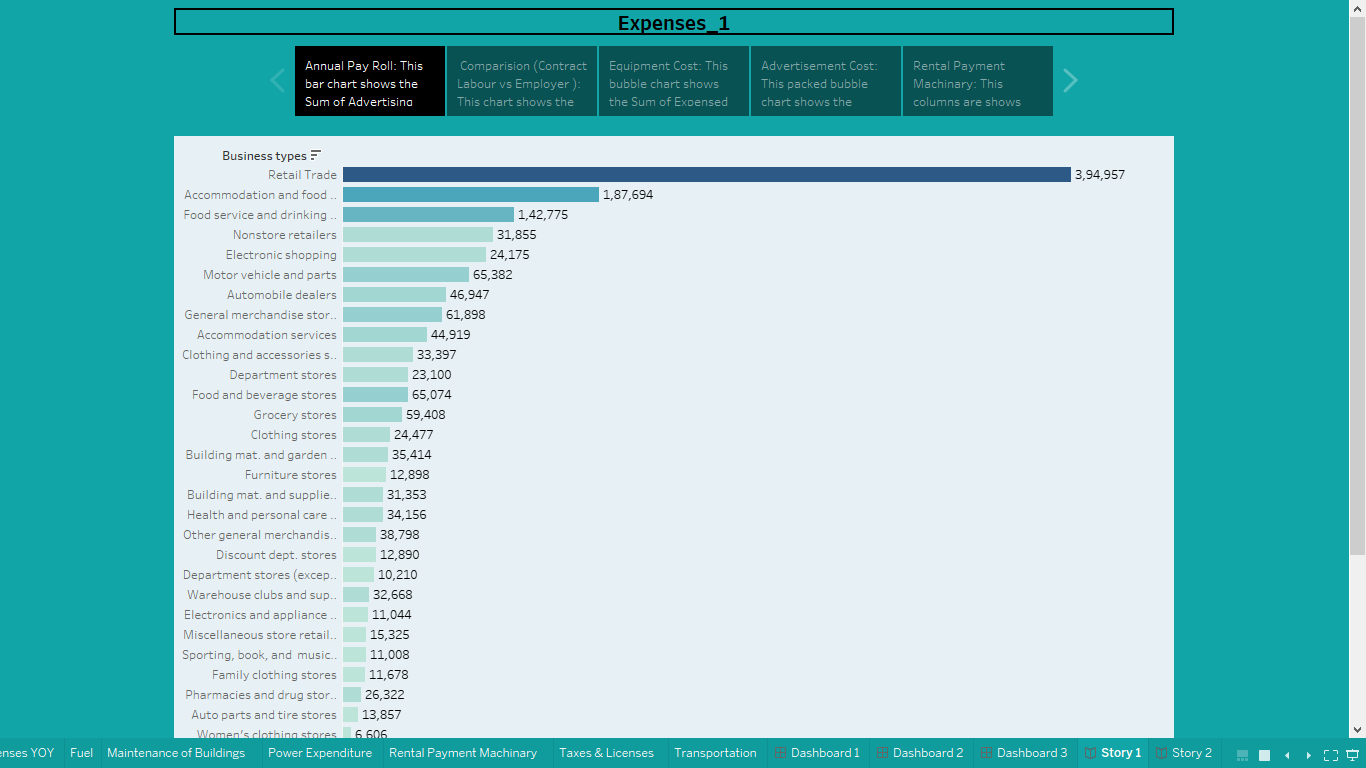 Expenses_1
Annual Pay Roll: This
bar chart shows the
Sum of Advertising
Comparision (Contract
Labour vs Employer ):
This chart shows the
Equipment Cost: This
bubble chart shows
the Sum of Expensed
Advertisement Cost:
This packed bubble
chart shows the
Rental Payment
Machinary: This
columns are shows
Business types
Retail Trade 3,94,957
Accommodation and food .. 1,87,694
Food service and drinking .. 1,42,775
Nonstore retailers 31,855
Electronic shopping 24,175
Motor vehicle and parts 65,382
Automobile dealers 46,947
General merchandise stor.. 61,898
Accommodation services 44,919
Clothing and accessories s.. 33,397
Department stores 23,100
Food and beverage stores 65,074
Grocery stores 59,408
Clothing stores 24,477
Building mat. and garden .. 35,414
Furniture stores 12,898
Building mat. and supplie.. 31,353
Health and personal care .. 34,156
Other general merchandis.. 38,798
Discount dept. stores 12,890
Department stores (excep.. 10,210
Warehouse clubs and sup.. 32,668
Electronics and appliance .. 11,044
Miscellaneous store retail.. 15,325
Sporting, book, and music.. 11,008
Family clothing stores 11,678
Pharmacies and drug stor.. 26,322
Auto parts and tire stores 13,857
Women's clothing stores 6,606
enses YOY Fuel Maintenance of Buildings Power Expenditure Rental Payment Machinary Taxes & Licenses Transportation Dashboard 1 Dashboard 2 Dashboard 3 Story 1 Story 2